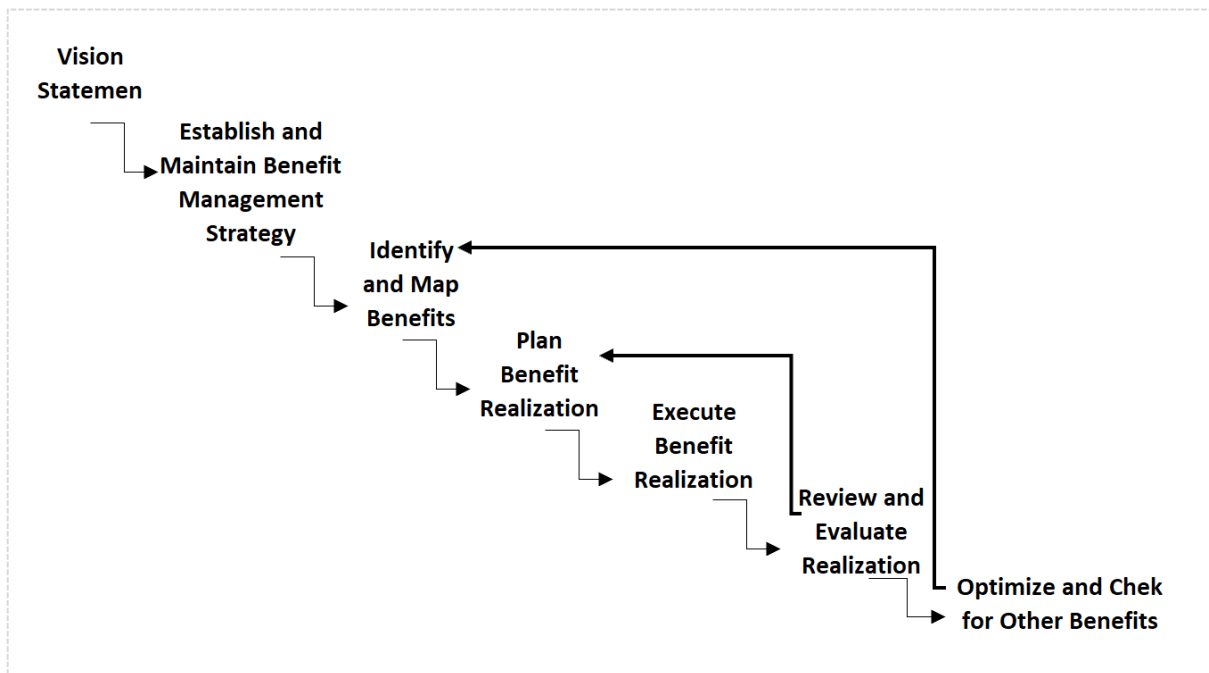 Vision
Statemen
Establish and
Maintain Benefit
Management
Strategy
Identify
and Map
Benefits
Plan
Benefit
Realization
Execute
Benefit
Realization
Review and
Evaluate
Realization
Optimize and Chek
for Other Benefits